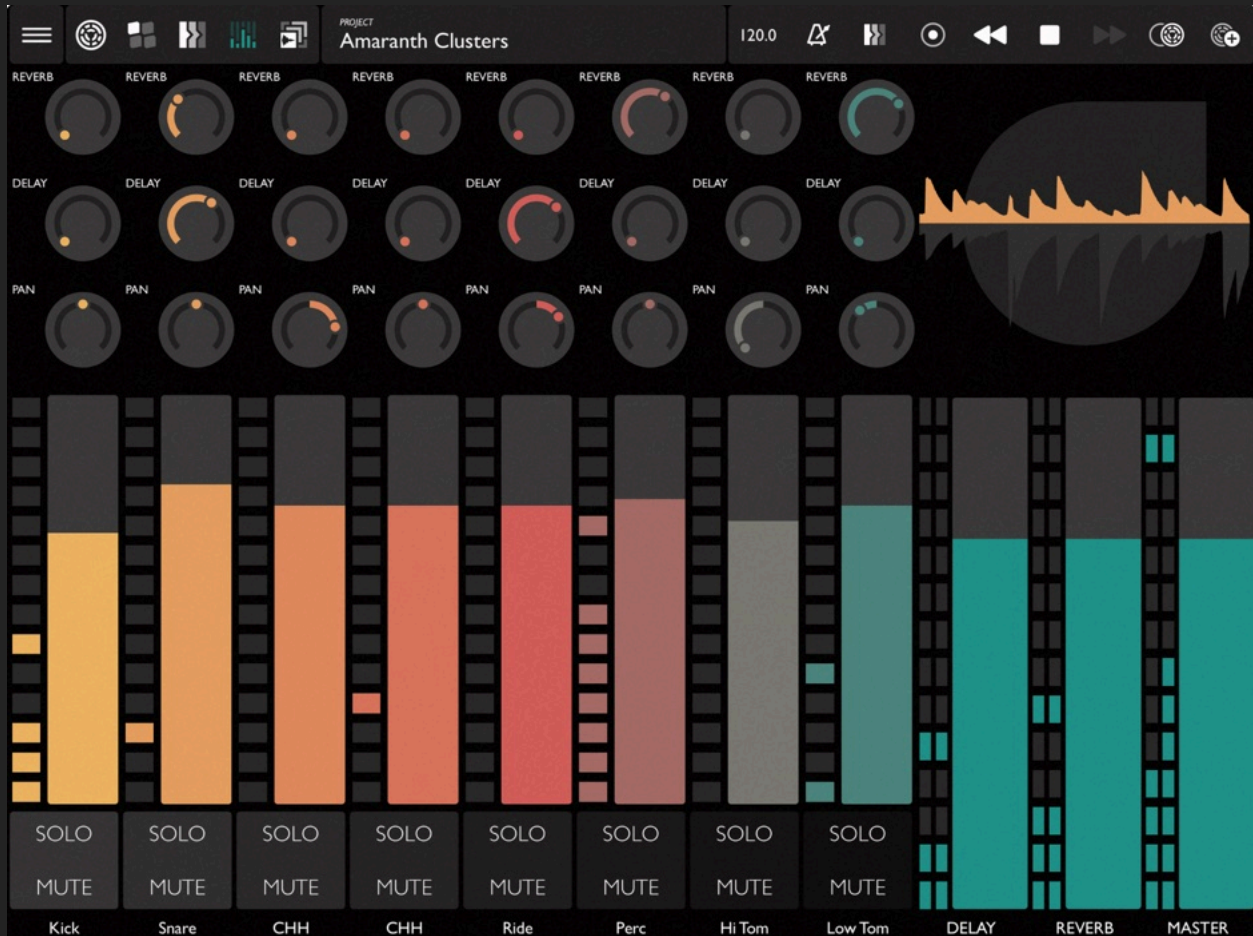 PROJECT
Amaranth Clusters
120.0
REVERB REVERB REVERB REVERB REVERB REVERB REVERB REVERB
DELAY DELAY DELAY DELAY DELAY DELAY DELAY DELAY
PAN PAN PAN PAN PAN PAN PAN PAN
SOLO SOLO SOLO SOLO SOLO SOLO SOLO SOLO
MUTE MUTE MUTE MUTE MUTE MUTE MUTE MUTE
Kick Snare CHH CHH Ride Perc Hi Tom Low Tom DELAY REVERB MASTER